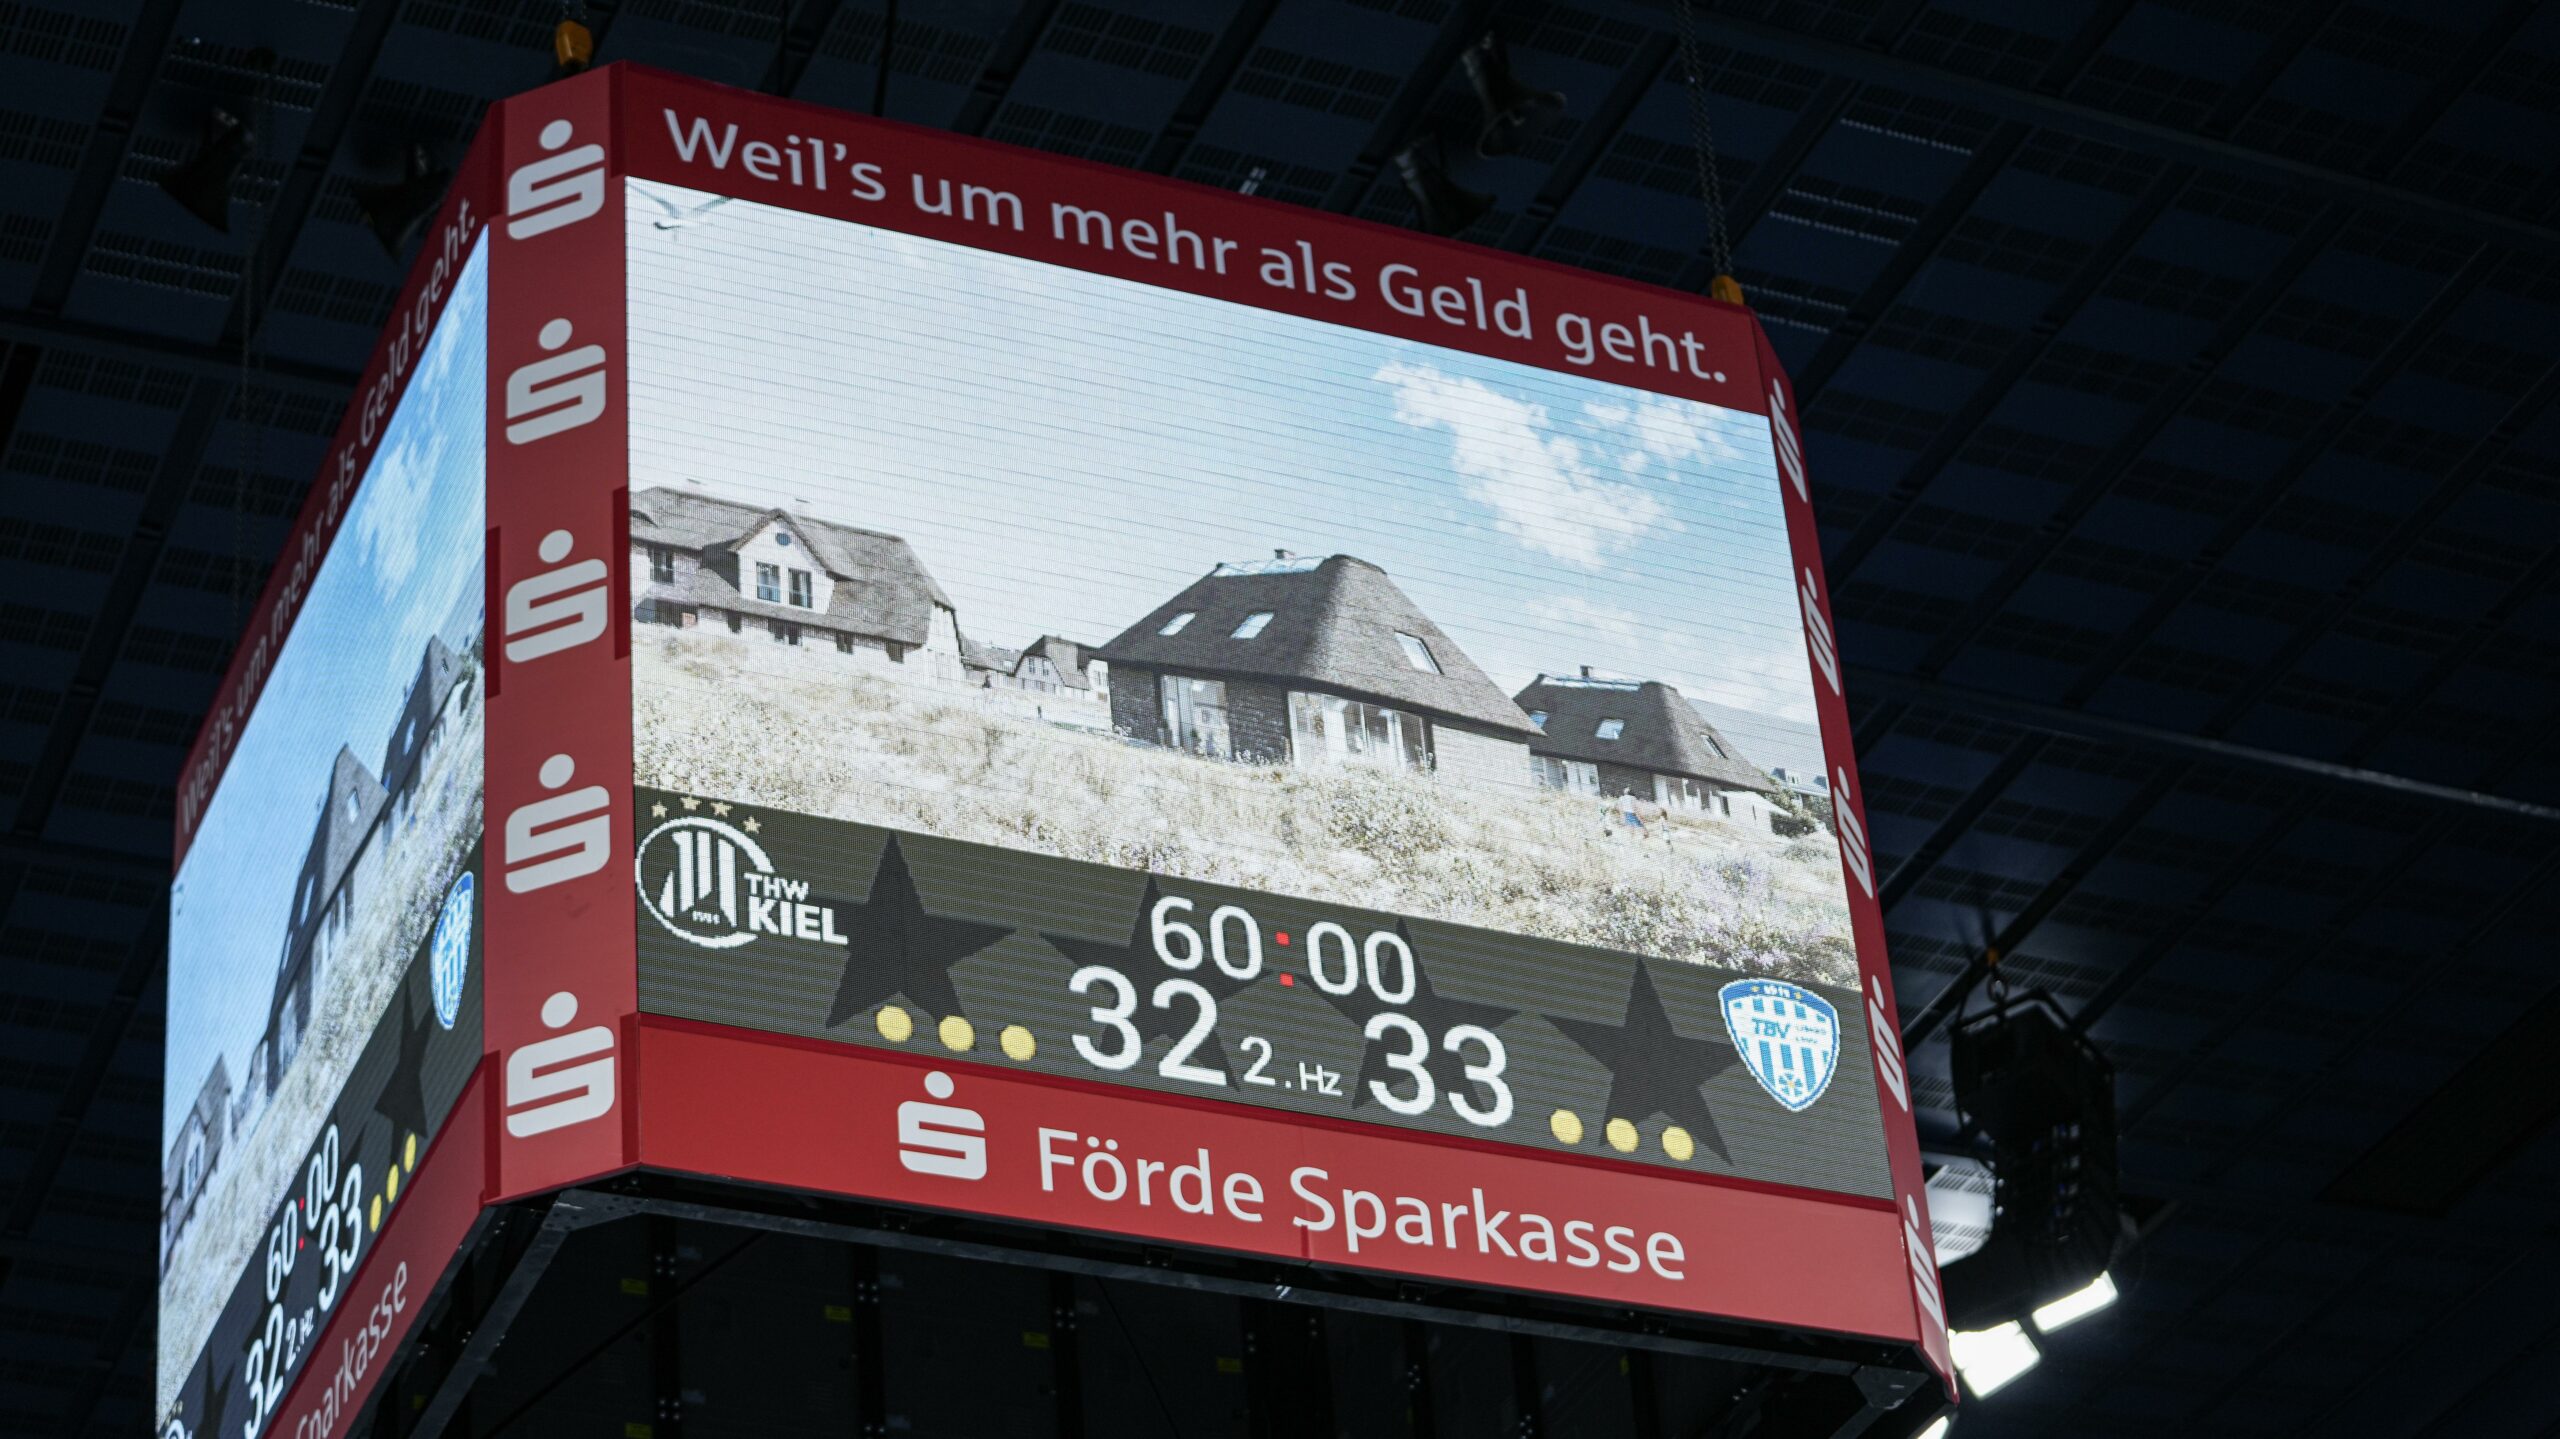 Weil's um mehr als Geld geht.
Weil's um mehr als Geld geht.
THW
KIEL
60:00
32 2.Hz 33
TBV
Förde Sparkasse
60:00
32 2.Hz 33
Sparkasse